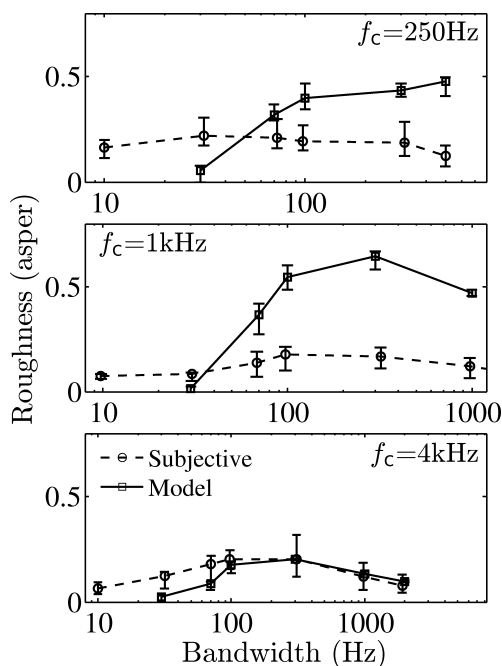 f_c=250Hz
0.5
0
10 100
f_c=1kHz
0.5
0
10 100 1000
Roughness (asper)
f_c=4kHz
Subjective
Model
0.5
0
10 100 1000
Bandwidth (Hz)